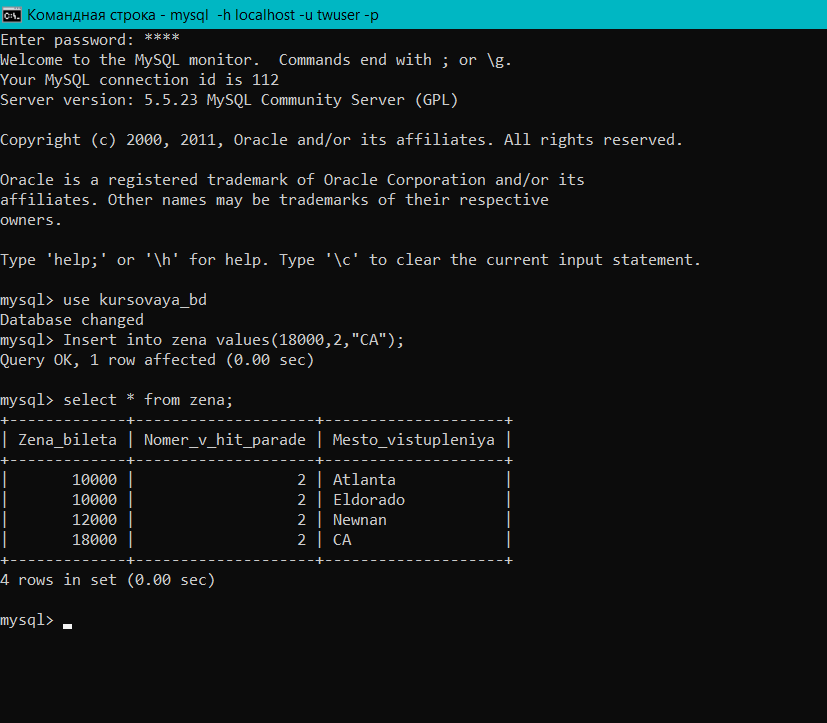 Командная строка - mysql  -h localhost -u twuser -p
Enter password: ****
Welcome to the MySQL monitor.  Commands end with ; or \g.
Your MySQL connection id is 112
Server version: 5.5.23 MySQL Community Server (GPL)
Copyright (c) 2000, 2011, Oracle and/or its affiliates. All rights reserved.
Oracle is a registered trademark of Oracle Corporation and/or its
affiliates. Other names may be trademarks of their respective
owners.
Type 'help;' or '\h' for help. Type '\c' to clear the current input statement.
mysql> use kursovaya_bd
Database changed
mysql> Insert into zena values(18000,2,"CA");
Query OK, 1 row affected (0.00 sec)
mysql> select * from zena;
+-------------+--------------------+--------------------+
| Zena_bileta | Nomer_v_hit_parade | Mesto_vistupleniya |
+-------------+--------------------+--------------------+
|       10000 |                  2 | Atlanta            |
|       10000 |                  2 | Eldorado           |
|       12000 |                  2 | Newnan             |
|       18000 |                  2 | CA                 |
+-------------+--------------------+--------------------+
4 rows in set (0.00 sec)
mysql>